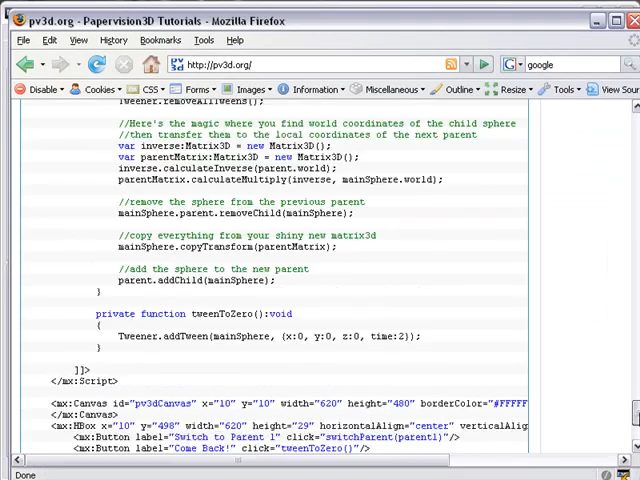 pv3d.org - Papervision3D Tutorials - Mozilla Firefox
File Edit View History Bookmarks Tools Help
http://pv3d.org/
google
Disable Cookies CSS Forms Images Information Miscellaneous Outline Resize Tools View Sour
Tweener.removeAllTweens();
//Here's the magic where you find world coordinates of the child sphere
//then transfer them to the local coordinates of the next parent
var inverse:Matrix3D = new Matrix3D();
var parentMatrix:Matrix3D = new Matrix3D();
inverse.calculateInverse(parent.world);
parentMatrix.calculateMultiply(inverse, mainSphere.world);
//remove the sphere from the previous parent
mainSphere.parent.removeChild(mainSphere);
//copy everything from your shiny new matrix3d
mainSphere.copyTransform(parentMatrix);
//add the sphere to the new parent
parent.addChild(mainSphere);
}
private function tweenToZero():void
{
Tweener.addTween(mainSphere, {x:0, y:0, z:0, time:2});
}
]]>
</mx:Script>
<mx:Canvas id="pv3dCanvas" x="10" y="10" width="620" height="480" borderColor="#FFFFF
</mx:Canvas>
<mx:HBox x="10" y="498" width="620" height="29" horizontalAlign="center" verticalAlign
<mx:Button label="Switch to Parent 1" click="switchParent(parent1)"/>
<mx:Button label="Come Back!" click="tweenToZero()"/>
Done